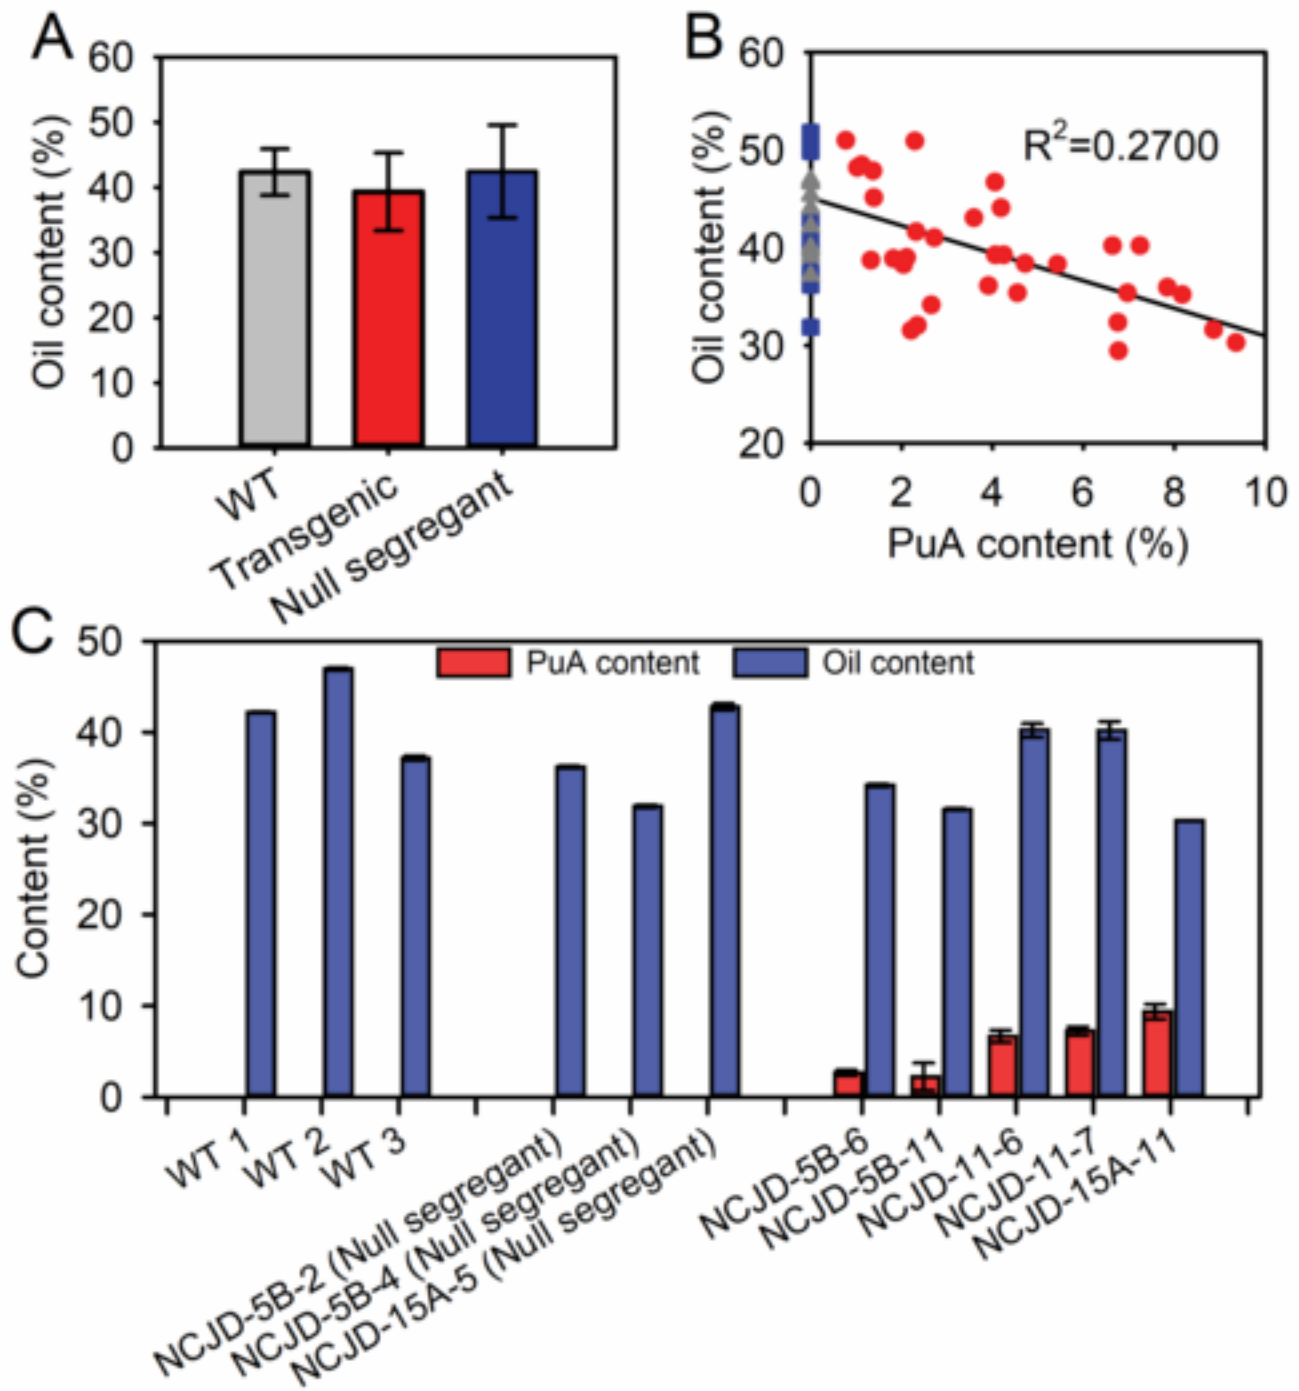 A
60
50
40
30
20
10
0
Oil content (%)
WT
Transgenic
Null segregant
B
60
50
40
30
20
Oil content (%)
R²=0.2700
0 2 4 6 8 10
PuA content (%)
C
50
40
30
20
10
0
Content (%)
PuA content Oil content
WT 1
WT 2
WT 3
NCJD-5B-2 (Null segregant)
NCJD-5B-4 (Null segregant)
NCJD-15A-5 (Null segregant)
NCJD-5B-6
NCJD-5B-11
NCJD-11-6
NCJD-11-7
NCJD-15A-11